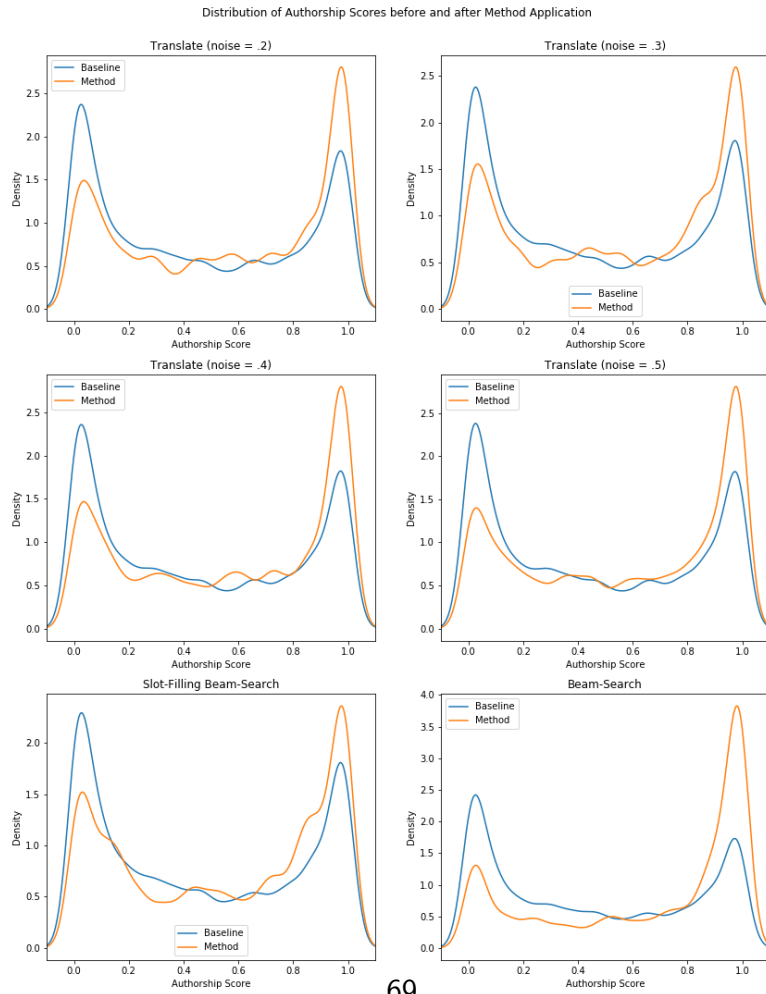 Distribution of Authorship Scores before and after Method Application
Translate (noise = .2)
Baseline
Method
Density
2.5
2.0
1.5
1.0
0.5
0.0
0.0 0.2 0.4 0.6 0.8 1.0
Authorship Score
Translate (noise = .3)
Baseline
Method
Density
2.5
2.0
1.5
1.0
0.5
0.0
0.0 0.2 0.4 0.6 0.8 1.0
Authorship Score
Translate (noise = .4)
Baseline
Method
Density
2.5
2.0
1.5
1.0
0.5
0.0
0.0 0.2 0.4 0.6 0.8 1.0
Authorship Score
Translate (noise = .5)
Baseline
Method
Density
2.5
2.0
1.5
1.0
0.5
0.0
0.0 0.2 0.4 0.6 0.8 1.0
Authorship Score
Slot-Filling Beam-Search
Baseline
Method
Density
2.0
1.5
1.0
0.5
0.0
0.0 0.2 0.4 0.6 0.8 1.0
Authorship Score
Beam-Search
Baseline
Method
Density
4.0
3.5
3.0
2.5
2.0
1.5
1.0
0.5
0.0
0.0 0.2 0.4 0.6 0.8 1.0
Authorship Score
69